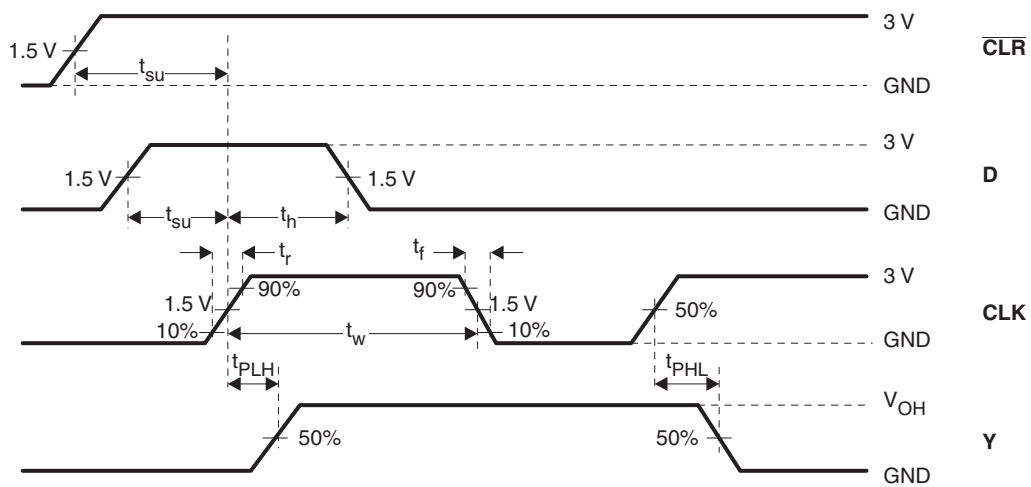 3 V
1.5 V
CLR
t_su
GND
3 V
1.5 V
1.5 V
D
t_su
t_h
GND
t_r
t_f
3 V
90%
90%
1.5 V
1.5 V
50%
CLK
10%
t_w
10%
GND
t_PLH
t_PHL
V_OH
50%
50%
Y
GND